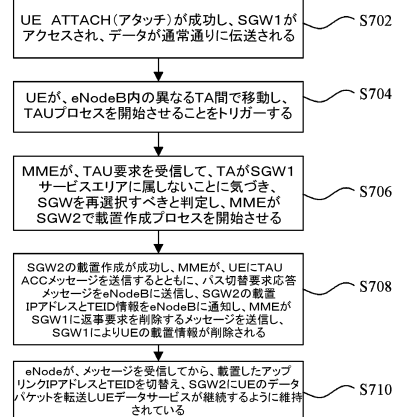 UE ATTACH(アタッチ)が成功し、SGW1が
アクセスされ、データが通常通りに伝送される
S702
UEが、eNodeB内の異なるTA間で移動し、
TAUプロセスを開始させることをトリガーする
S704
MMEが、TAU要求を受信して、TAがSGW1
サービスエリアに属しないことに気づき、
SGWを再選択すべきと判定し、MMEが
SGW2で載置作成プロセスを開始させる
S706
SGW2の載置作成が成功し、MMEが、UEにTAU
ACCメッセージを送信するとともに、パス切替要求応答
メッセージをeNodeBに送信し、SGW2の載置
IPアドレスとTEID情報をeNodeBに通知し、MMEが
SGW1に返事要求を削除するメッセージを送信し、
SGW1によりUEの載置情報が削除される
S708
eNodeが、メッセージを受信してから、載置したアップ
リンクIPアドレスとTEIDを切替え、SGW2にUEのデータ
パケットを転送しUEデータサービスが継続するように維持
されている
S710